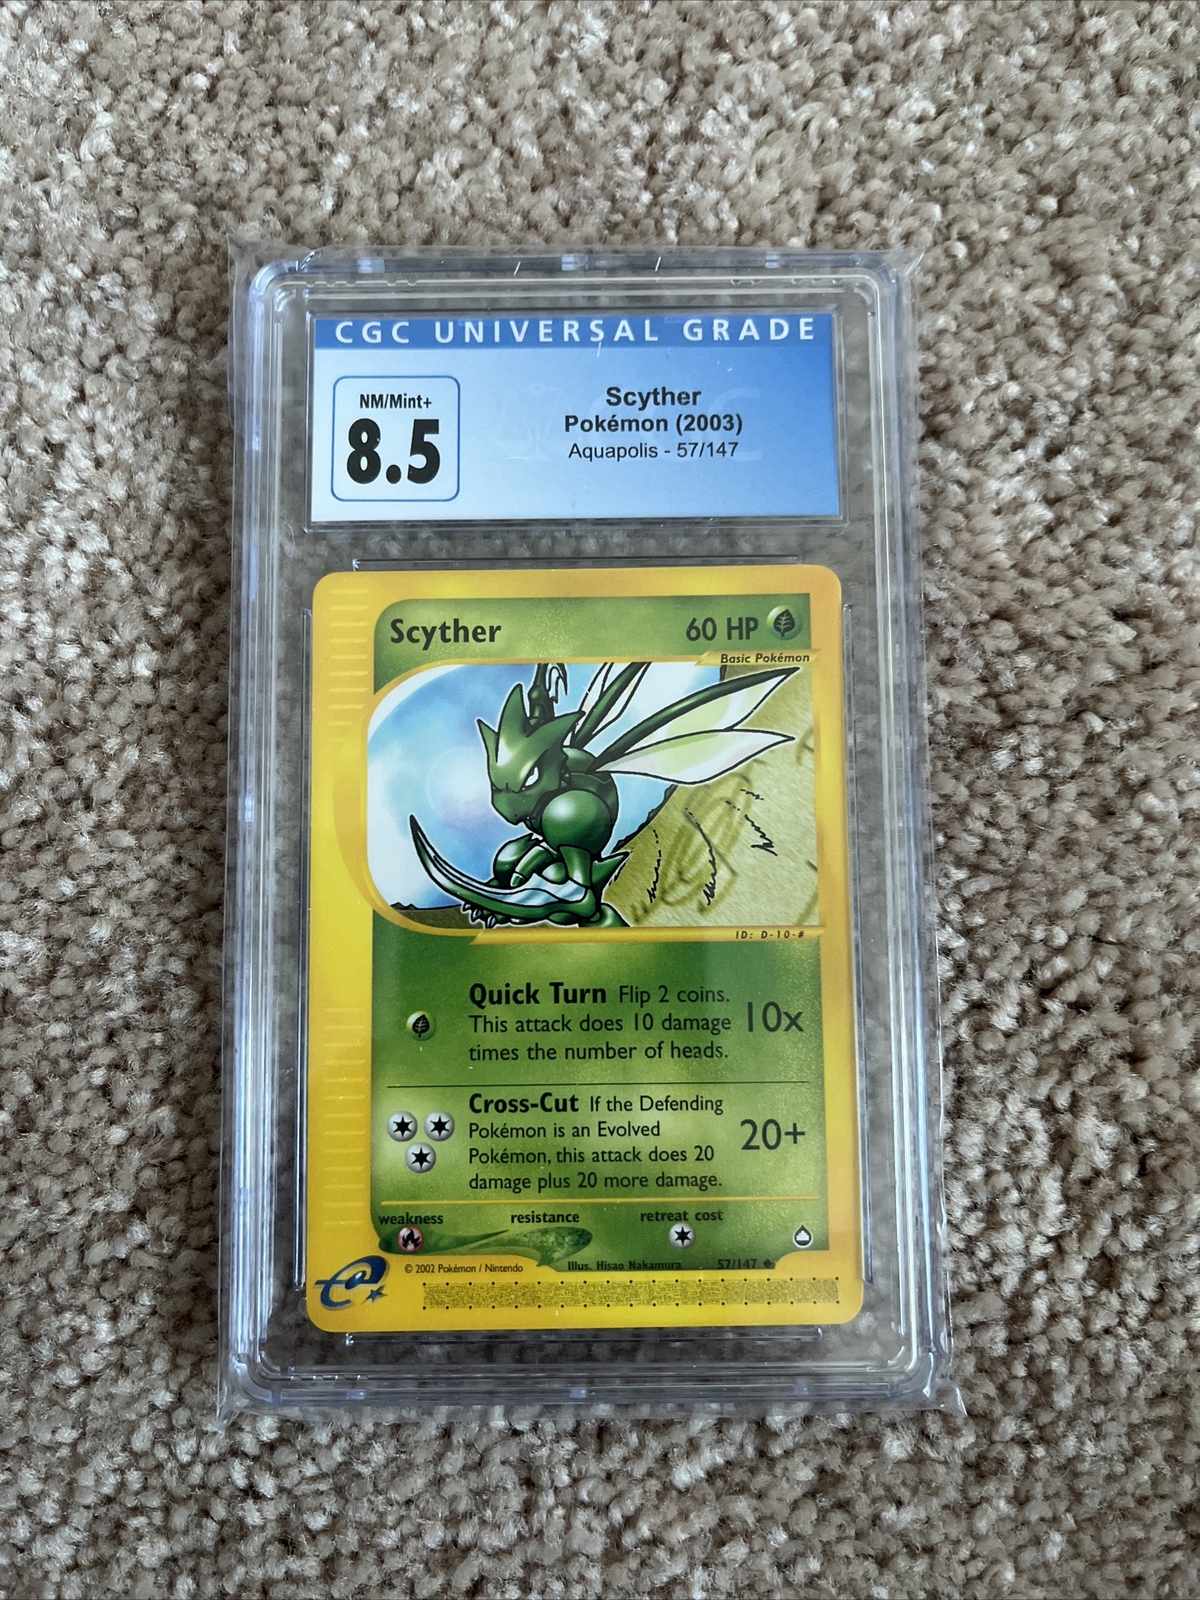 CGC UNIVERSAL GRADE
NM/Mint+
8.5
Scyther
Pokémon (2003)
Aquapolis - 57/147
Scyther 60 HP
Basic Pokémon
ID: D-10-#
Quick Turn Flip 2 coins.
This attack does 10 damage 10x
times the number of heads.
Cross-Cut If the Defending
Pokémon is an Evolved 20+
Pokémon, this attack does 20
damage plus 20 more damage.
weakness resistance retreat cost
© 2002 Pokémon / Nintendo Illus. Hisao Nakamura 57/147
e